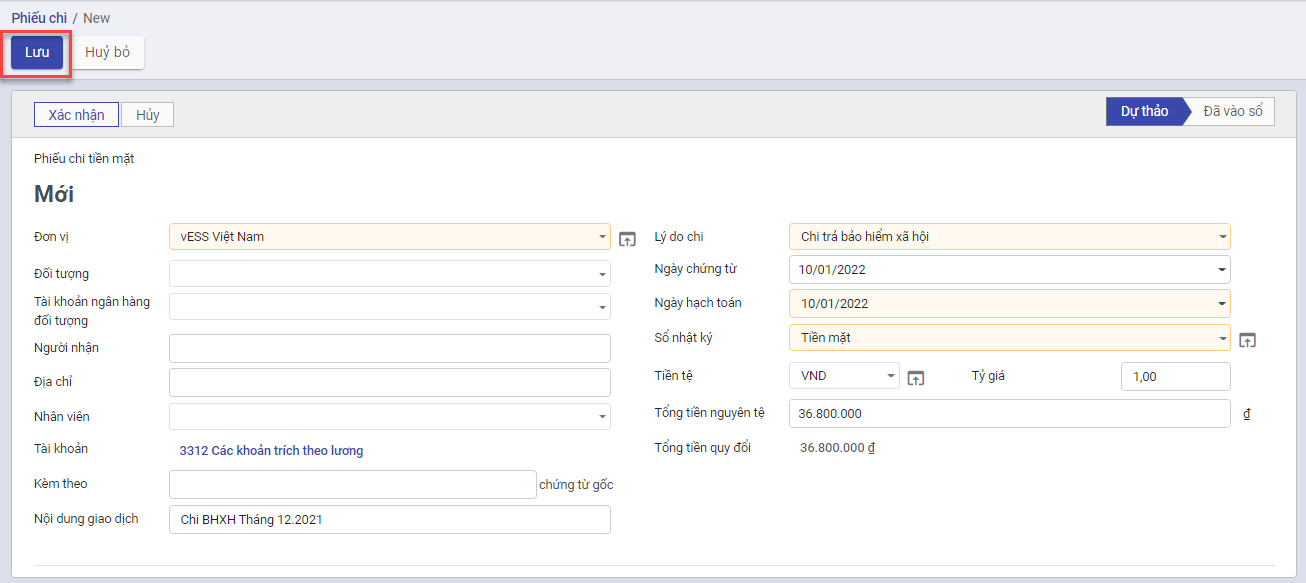 Phiếu chi / New
Lưu Huỷ bỏ
Xác nhận Hủy Dự thảo Đã vào sổ
Phiếu chi tiền mặt
Mới
Đơn vị vESS Việt Nam Lý do chi Chi trả bảo hiểm xã hội
Đối tượng Ngày chứng từ 10/01/2022
Tài khoản ngân hàng
đối tượng Ngày hạch toán 10/01/2022
Người nhận Sổ nhật ký Tiền mặt
Địa chỉ Tiền tệ VND Tỷ giá 1,00
Nhân viên Tổng tiền nguyên tệ 36.800.000 ₫
Tài khoản 3312 Các khoản trích theo lương Tổng tiền quy đổi 36.800.000 ₫
Kèm theo chứng từ gốc
Nội dung giao dịch Chi BHXH Tháng 12.2021